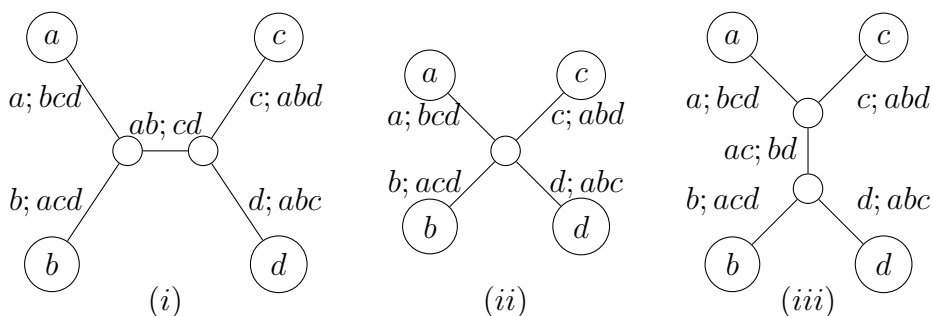 a c
a; bcd c; abd
ab; cd
b; acd d; abc
b d
(i)
a c
a; bcd c; abd
b; acd d; abc
b d
(ii)
a c
a; bcd c; abd
ac; bd
b; acd d; abc
b d
(iii)